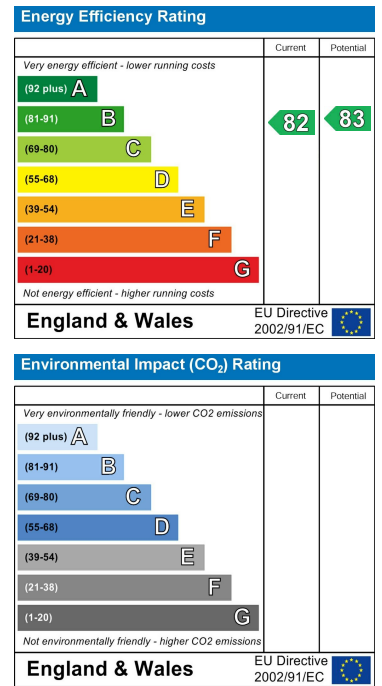 Energy Efficiency Rating
Current Potential
Very energy efficient - lower running costs
(92 plus) A
(81-91) B 82 83
(69-80) C
(55-68) D
(39-54) E
(21-38) F
(1-20) G
Not energy efficient - higher running costs
England & Wales
EU Directive
2002/91/EC
Environmental Impact (CO₂) Rating
Current Potential
Very environmentally friendly - lower CO2 emissions
(92 plus) A
(81-91) B
(69-80) C
(55-68) D
(39-54) E
(21-38) F
(1-20) G
Not environmentally friendly - higher CO2 emissions
England & Wales
EU Directive
2002/91/EC